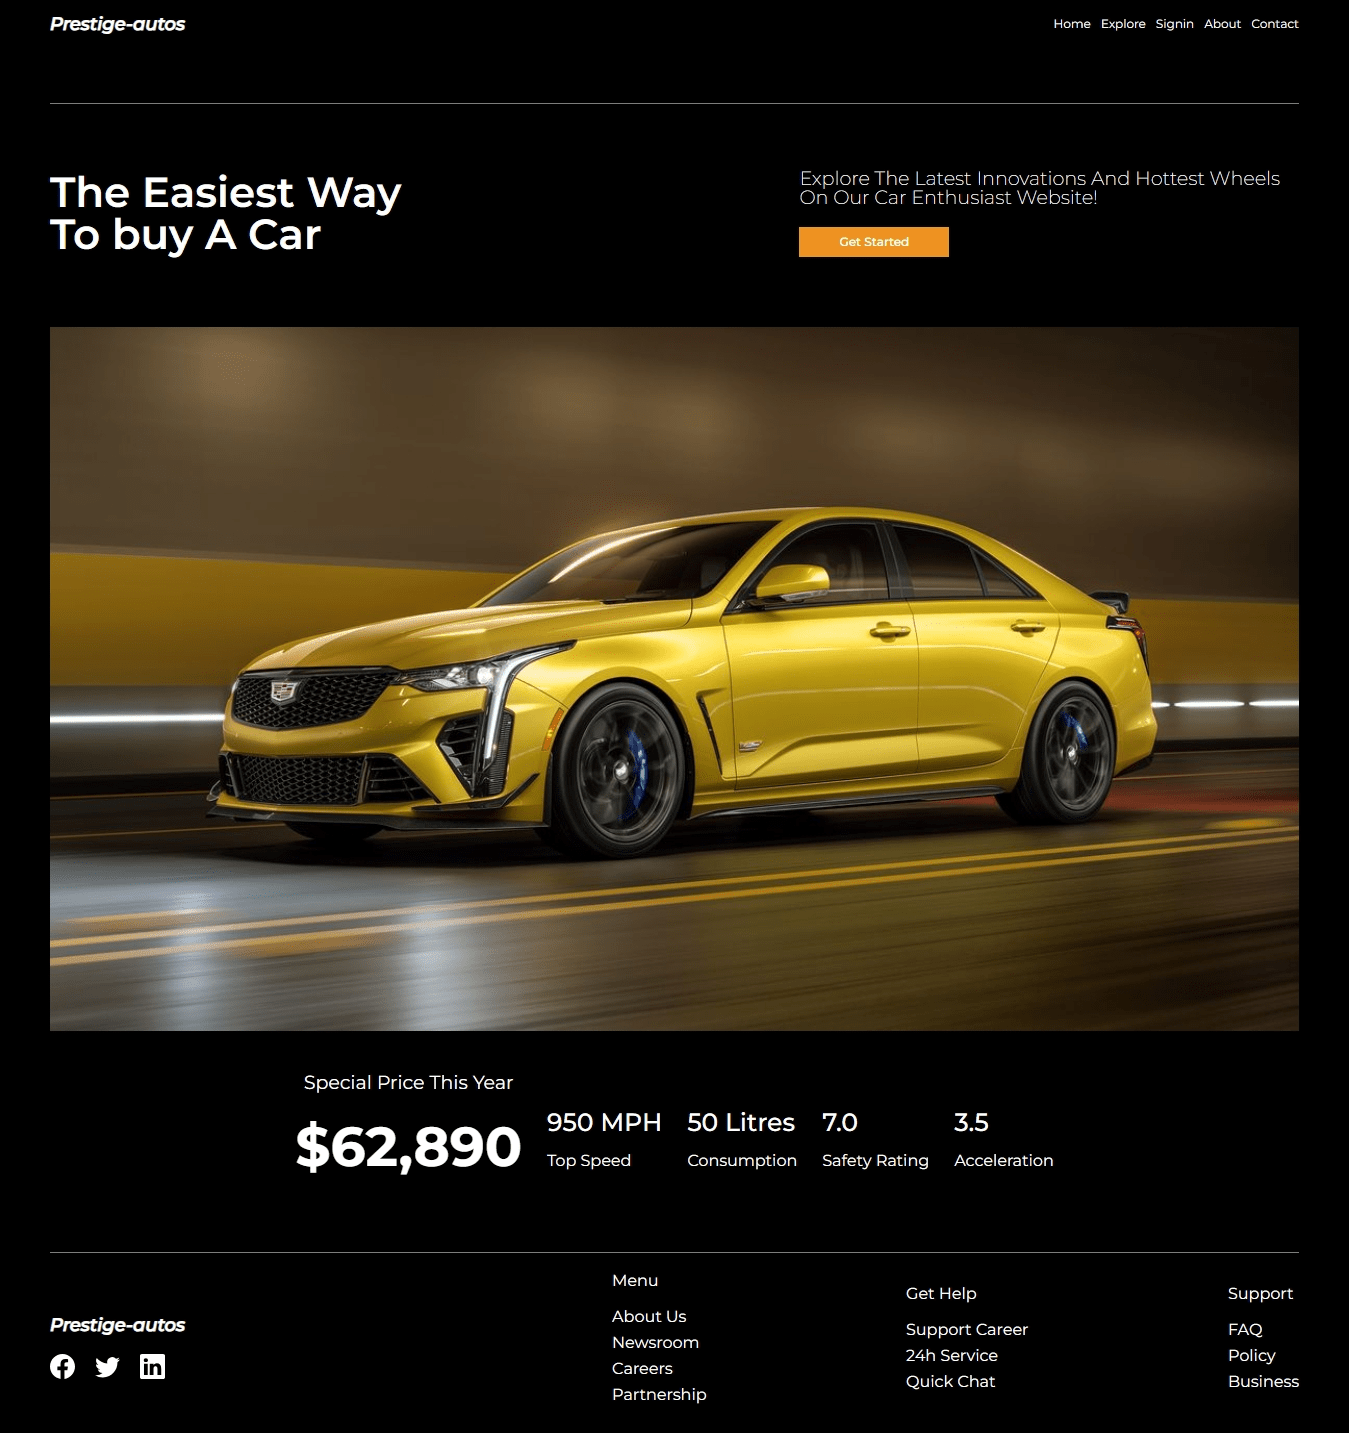 Prestige-autos
Home Explore Signin About Contact
The Easiest Way
To buy A Car
Explore The Latest Innovations And Hottest Wheels
On Our Car Enthusiast Website!
Get Started
Special Price This Year
$62,890
950 MPH
Top Speed
50 Litres
Consumption
7.0
Safety Rating
3.5
Acceleration
Prestige-autos
Menu
About Us
Newsroom
Careers
Partnership
Get Help
Support Career
24h Service
Quick Chat
Support
FAQ
Policy
Business